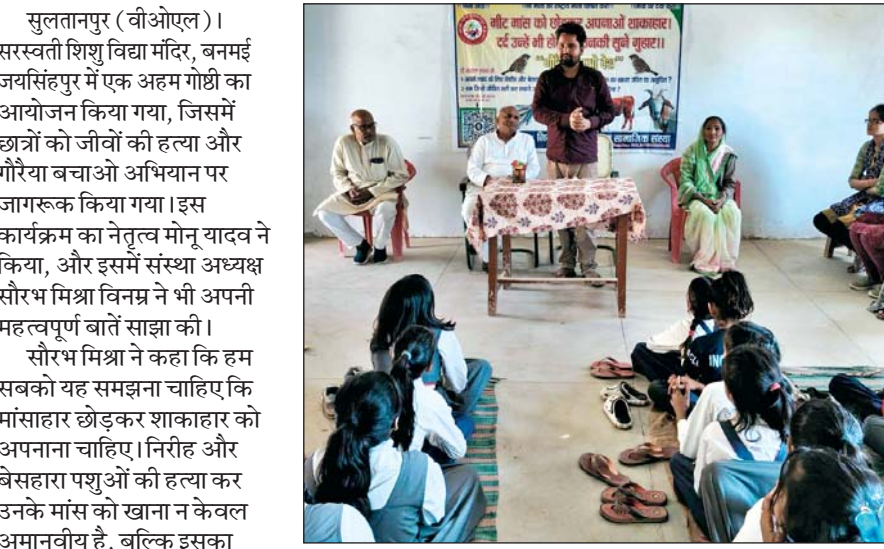 सुलतानपुर ( वीओएल )।
सरस्वती शिशु विद्या मंदिर, बनमई
जयसिंहपुर में एक अहम गोष्ठी का
आयोजन किया गया, जिसमें
छात्रों को जीवों की हत्या और
गौरैया बचाओ अभियान पर
जागरूक किया गया। इस
कार्यक्रम का नेतृत्व मोनू यादव ने
किया, और इसमें संस्था अध्यक्ष
सौरभ मिश्रा विनम्र ने भी अपनी
महत्वपूर्ण बातें साझा की।
सौरभ मिश्रा ने कहा कि हम
सबको यह समझना चाहिए कि
मांसाहार छोड़कर शाकाहार को
अपनाना चाहिए। निरीह और
बेसहारा पशुओं की हत्या कर
उनके मांस को खाना न केवल
अमानवीय है, बल्कि इसका
मीट मांस को छोड़कर अपनाओं शाकाहार!
दर्द उन्हें भी हो उनकी सुने गुहार!!
सामाजिक संस्था